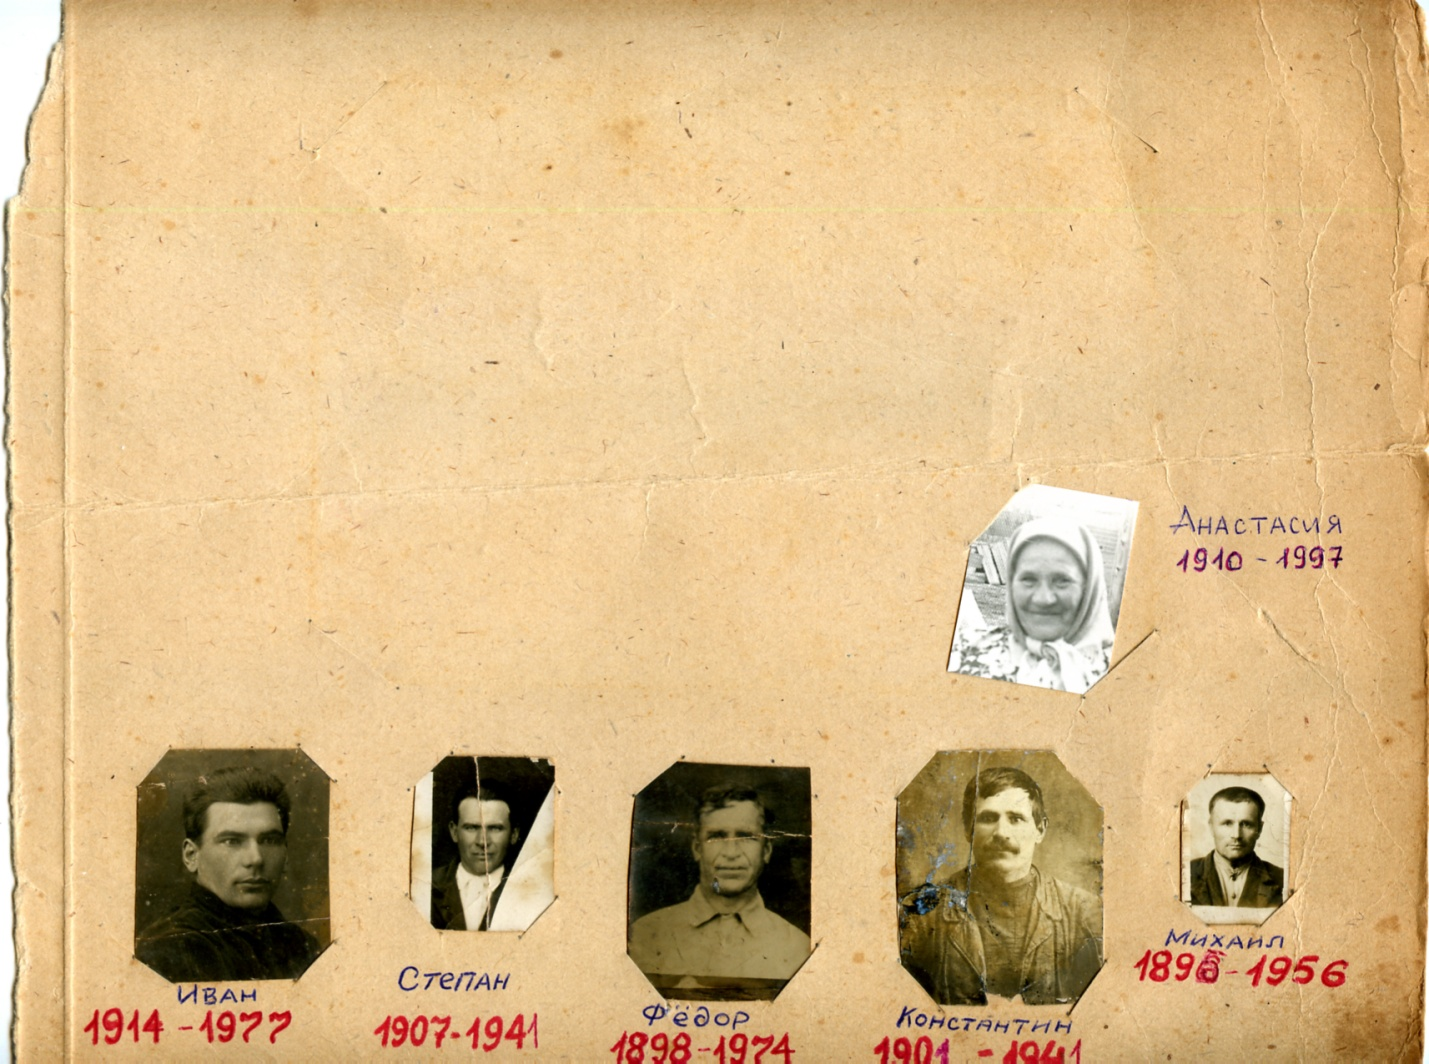 Анастасия
1910 - 1997
Иван
1914 - 1977
Степан
1907-1941
Фёдор
1898-1974
Константин
1901 - 1941
Михаил
1896-1956